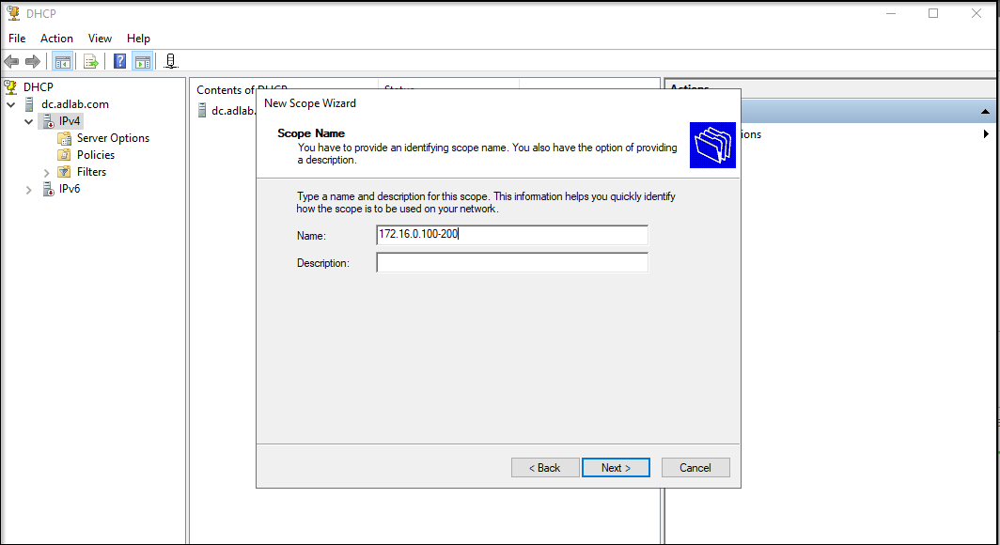 DHCP
File Action View Help
DHCP
dc.adlab.com
IPv4
Server Options
Policies
Filters
IPv6
Contents of DHCP Status
dc.adlab.
Actions
ions
New Scope Wizard
Scope Name
You have to provide an identifying scope name. You also have the option of providing
a description.
Type a name and description for this scope. This information helps you quickly identify
how the scope is to be used on your network.
Name: 172.16.0.100-200
Description:
< Back Next > Cancel